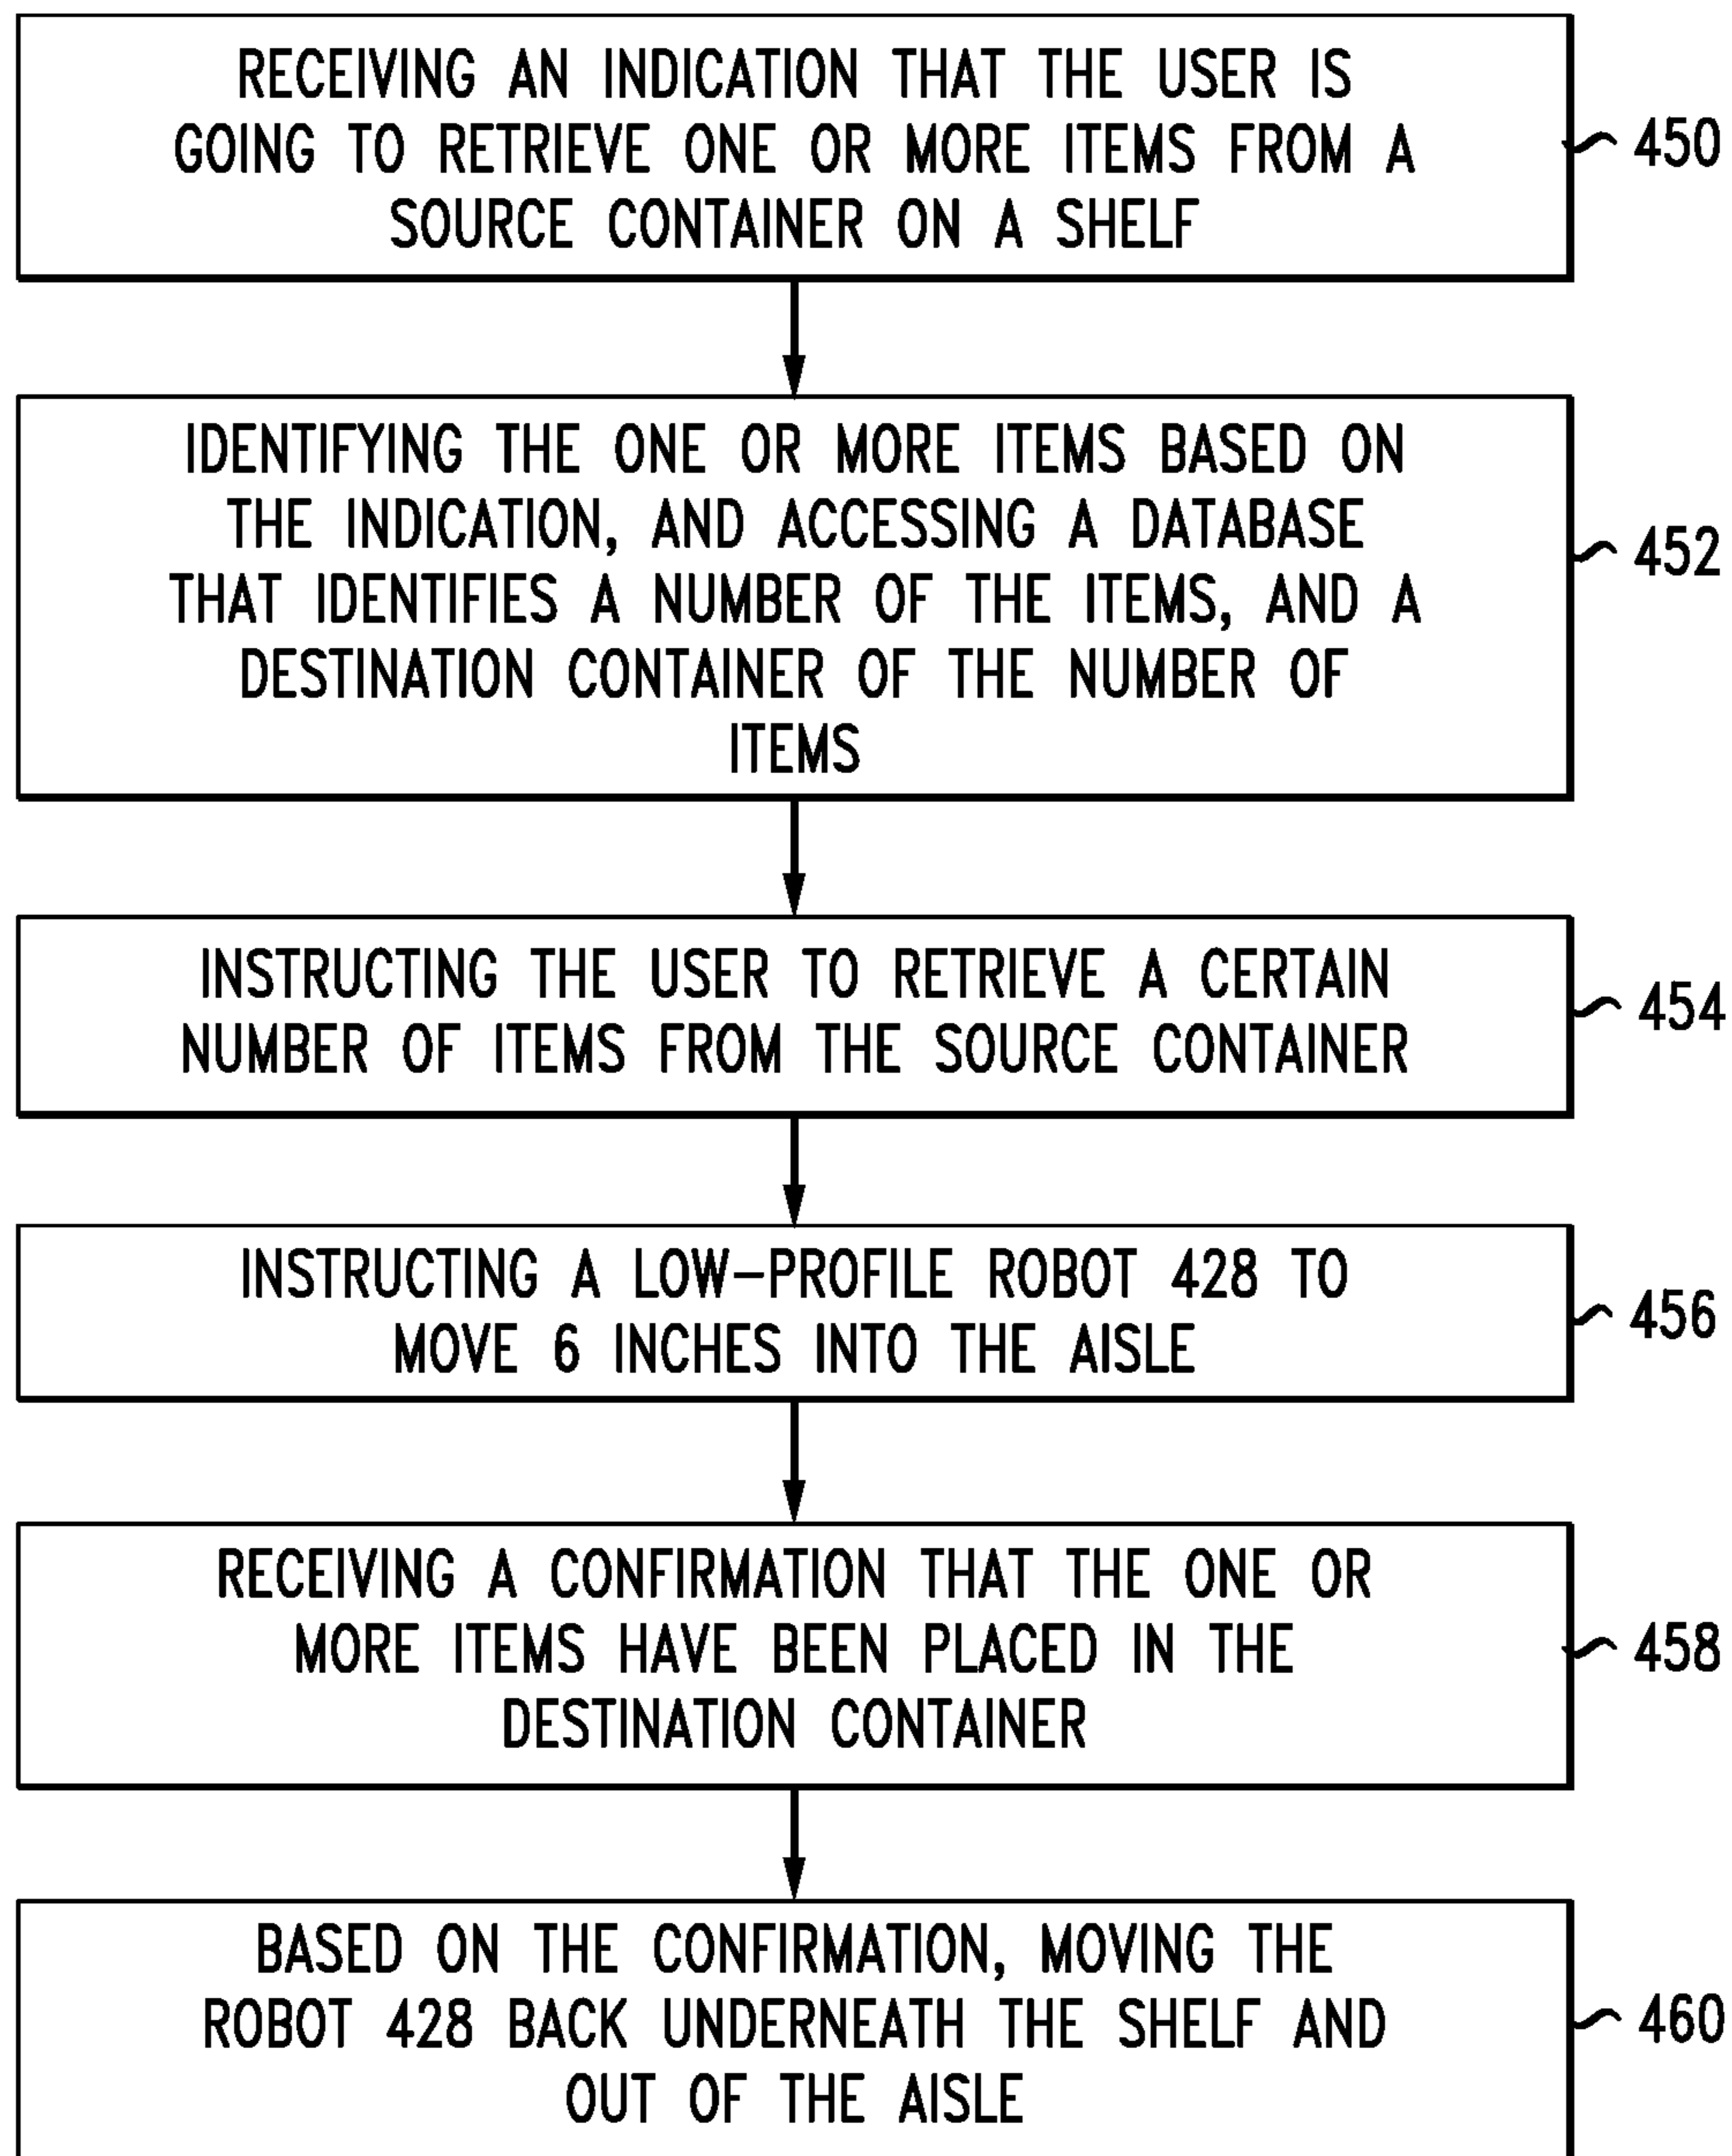 RECEIVING AN INDICATION THAT THE USER IS
GOING TO RETRIEVE ONE OR MORE ITEMS FROM A
SOURCE CONTAINER ON A SHELF
450
IDENTIFYING THE ONE OR MORE ITEMS BASED ON
THE INDICATION, AND ACCESSING A DATABASE
THAT IDENTIFIES A NUMBER OF THE ITEMS, AND A
DESTINATION CONTAINER OF THE NUMBER OF
ITEMS
452
INSTRUCTING THE USER TO RETRIEVE A CERTAIN
NUMBER OF ITEMS FROM THE SOURCE CONTAINER
454
INSTRUCTING A LOW-PROFILE ROBOT 428 TO
MOVE 6 INCHES INTO THE AISLE
456
RECEIVING A CONFIRMATION THAT THE ONE OR
MORE ITEMS HAVE BEEN PLACED IN THE
DESTINATION CONTAINER
458
BASED ON THE CONFIRMATION, MOVING THE
ROBOT 428 BACK UNDERNEATH THE SHELF AND
OUT OF THE AISLE
460